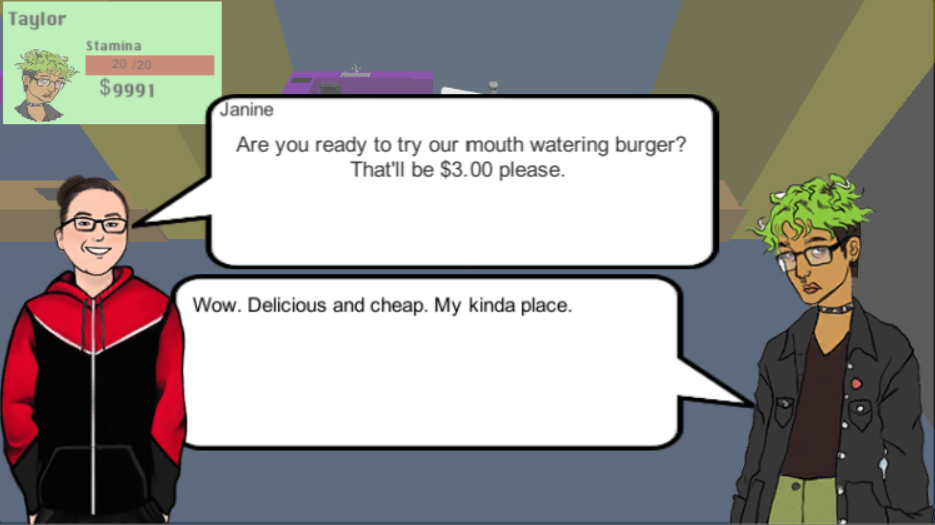 Taylor
Stamina
20 /20
$9991
Janine
Are you ready to try our mouth watering burger?
That'll be $3.00 please.
Wow. Delicious and cheap. My kinda place.